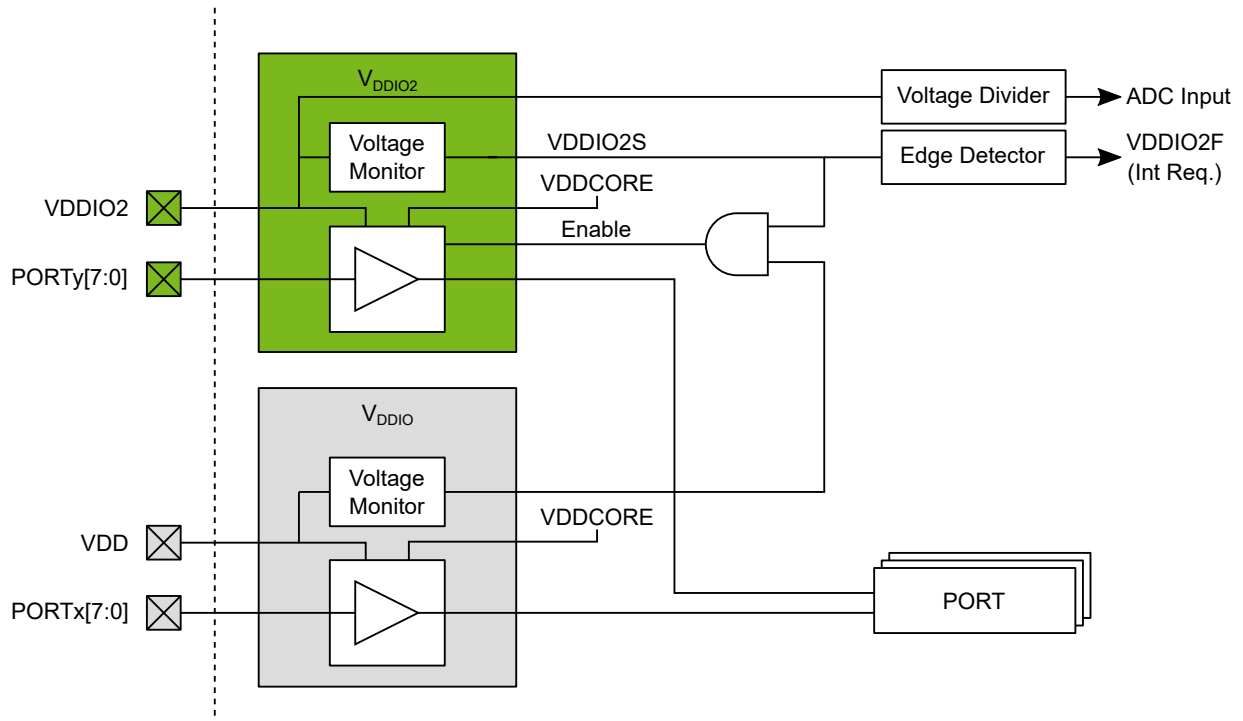 VDDIO2
Voltage Divider
ADC Input
Voltage
Monitor
VDDIO2S
Edge Detector
VDDIO2F
(Int Req.)
VDDCORE
VDDIO2
Enable
PORTy[7:0]
VDDIO
Voltage
Monitor
VDDCORE
VDD
PORTx[7:0]
PORT